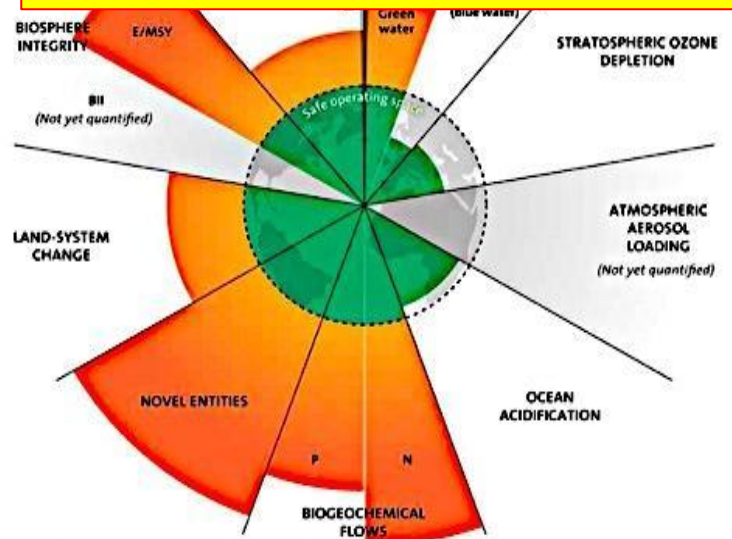 BIOSPHERE
INTEGRITY
E/MSY
Green
water
(Blue water)
STRATOSPHERIC OZONE
DEPLETION
BII
(Not yet quantified)
Safe operating space
LAND-SYSTEM
CHANGE
ATMOSPHERIC
AEROSOL
LOADING
(Not yet quantified)
NOVEL ENTITIES
OCEAN
ACIDIFICATION
P
N
BIOGEOCHEMICAL
FLOWS